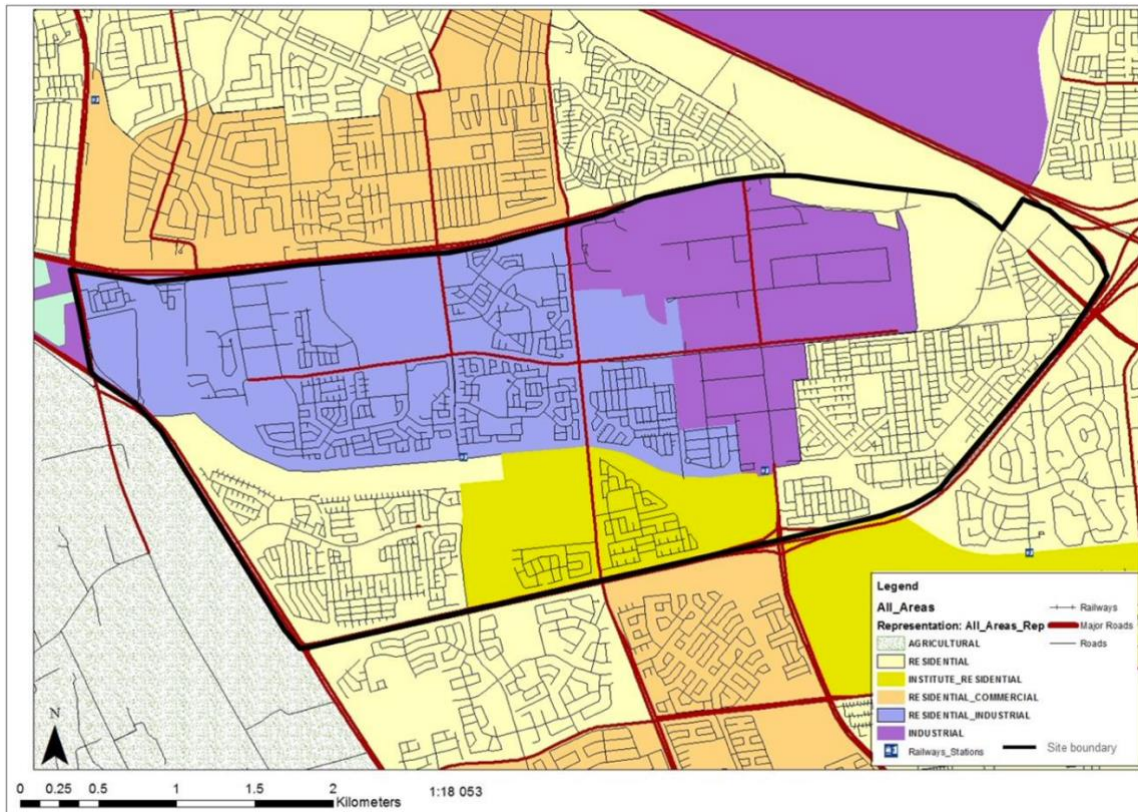 N
0 0.25 0.5 1 1.5 2
Kilometers
1:18 053
Legend
All_Areas
Representation: All_Areas_Rep
AGRICULTURAL
RESIDENTIAL
INSTITUTE_RESIDENTIAL
RESIDENTIAL_COMMERCIAL
RESIDENTIAL_INDUSTRIAL
INDUSTRIAL
Railways_Stations
Railways
Major Roads
Roads
Site boundary